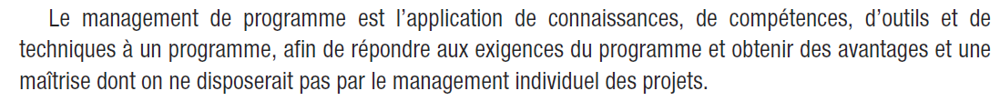 Le management de programme est l’application de connaissances, de compétences, d’outils et de
techniques à un programme, afin de répondre aux exigences du programme et obtenir des avantages et une
maîtrise dont on ne disposerait pas par le management individuel des projets.